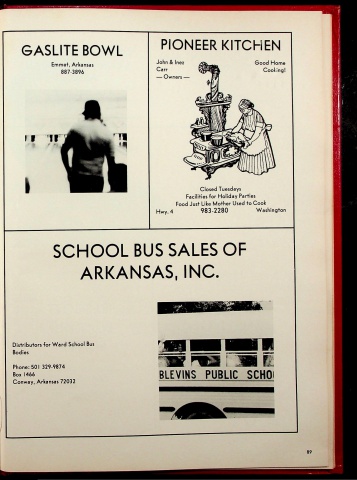 GASLITE BOWL
Emmet, Arkansas
887-3896
PIONEER KITCHEN
John & Inez
Carr
— Owners —
Good Home
Cooking!
Closed Tuesdays
Facilities for Holiday Parties
Food Just Like Mother Used to Cook
Hwy. 4 983-2280 Washington
SCHOOL BUS SALES OF
ARKANSAS, INC.
Distributors for Ward School Bus
Bodies
Phone: 501 329-9874
Box 1466
Conway, Arkansas 72032
BLEVINS PUBLIC SCHO
89